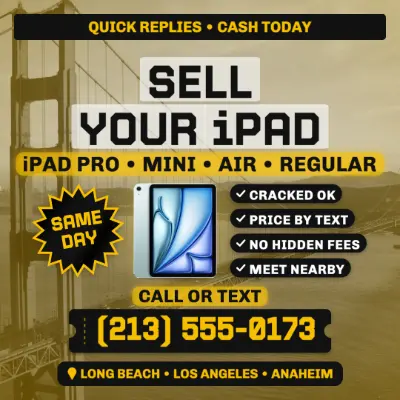 QUICK REPLIES • CASH TODAY
SELL
YOUR iPAD
iPAD PRO • MINI • AIR • REGULAR
SAME
DAY
CRACKED OK
PRICE BY TEXT
NO HIDDEN FEES
MEET NEARBY
CALL OR TEXT
(213) 555-0173
LONG BEACH • LOS ANGELES • ANAHEIM